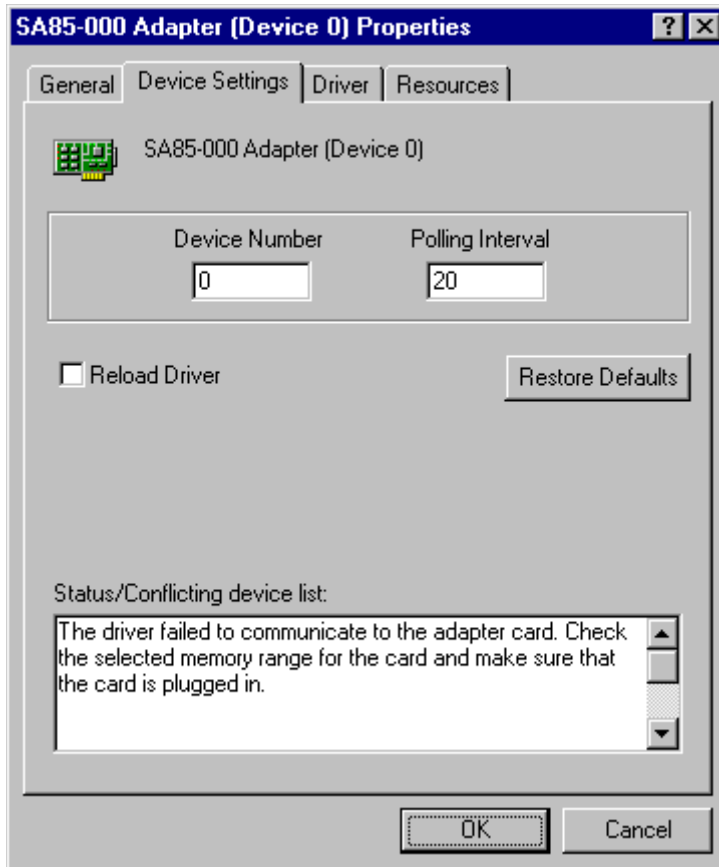 SA85-000 Adapter (Device 0) Properties
General Device Settings Driver Resources
SA85-000 Adapter (Device 0)
Device Number Polling Interval
0 20
Reload Driver Restore Defaults
Status/Conflicting device list:
The driver failed to communicate to the adapter card. Check
the selected memory range for the card and make sure that
the card is plugged in.
OK Cancel